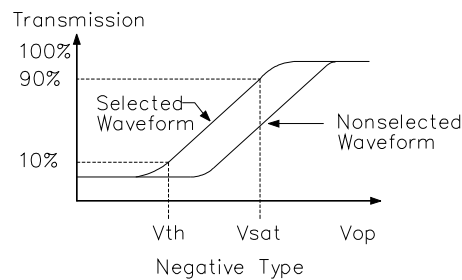 Transmission
100%
90%
Selected
Waveform
Nonselected
Waveform
10%
Vth
Vsat
Vop
Negative Type